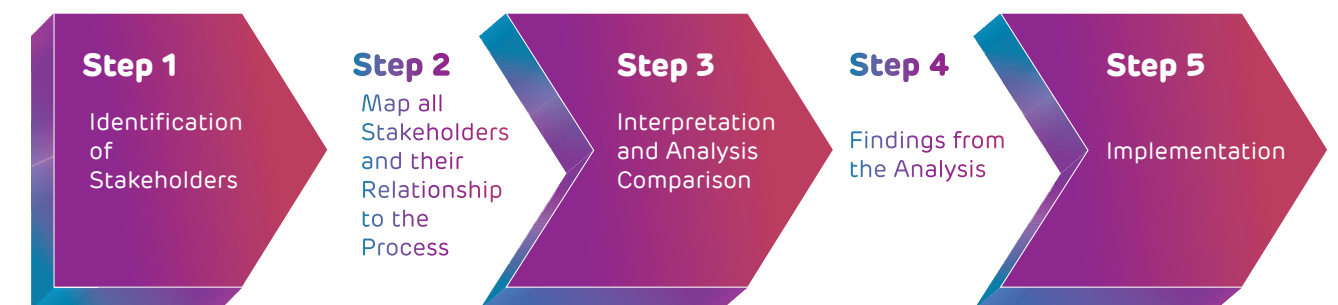 Step 1
Identification
of
Stakeholders
Step 2
Map all
Stakeholders
and their
Relationship
to the
Process
Step 3
Interpretation
and Analysis
Comparison
Step 4
Findings from
the Analysis
Step 5
Implementation